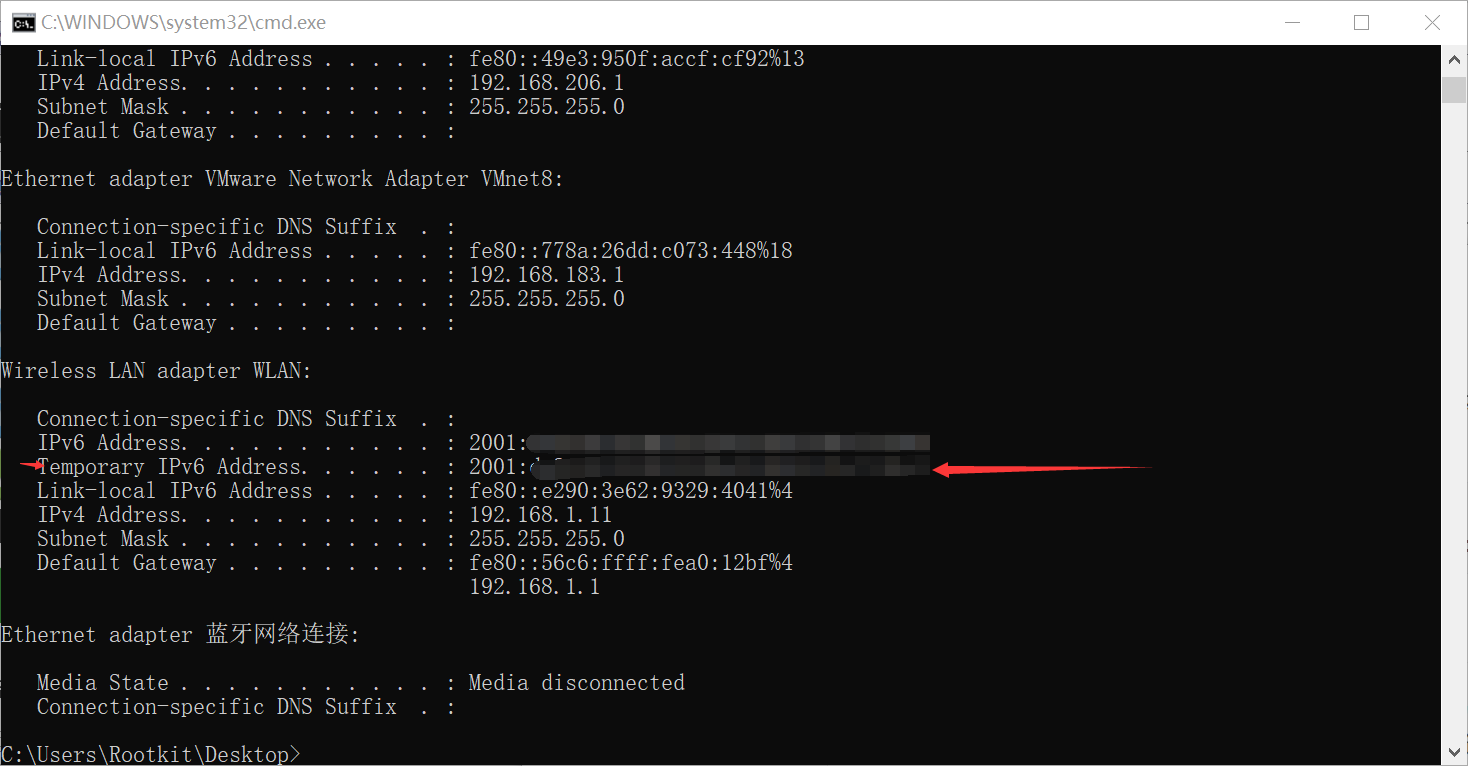 C:\WINDOWS\system32\cmd.exe
Link-local IPv6 Address . . . . . : fe80::49e3:950f:accf:cf92%13
IPv4 Address. . . . . . . . . . . : 192.168.206.1
Subnet Mask . . . . . . . . . . . : 255.255.255.0
Default Gateway . . . . . . . . . :
Ethernet adapter VMware Network Adapter VMnet8:
Connection-specific DNS Suffix  . :
Link-local IPv6 Address . . . . . : fe80::778a:26dd:c073:448%18
IPv4 Address. . . . . . . . . . . : 192.168.183.1
Subnet Mask . . . . . . . . . . . : 255.255.255.0
Default Gateway . . . . . . . . . :
Wireless LAN adapter WLAN:
Connection-specific DNS Suffix  . :
IPv6 Address. . . . . . . . . . . : 2001:
Temporary IPv6 Address. . . . . . : 2001:
Link-local IPv6 Address . . . . . : fe80::e290:3e62:9329:4041%4
IPv4 Address. . . . . . . . . . . : 192.168.1.11
Subnet Mask . . . . . . . . . . . : 255.255.255.0
Default Gateway . . . . . . . . . : fe80::56c6:ffff:fea0:12bf%4
192.168.1.1
Ethernet adapter 蓝牙网络连接:
Media State . . . . . . . . . . . : Media disconnected
Connection-specific DNS Suffix  . :
C:\Users\Rootkit\Desktop>